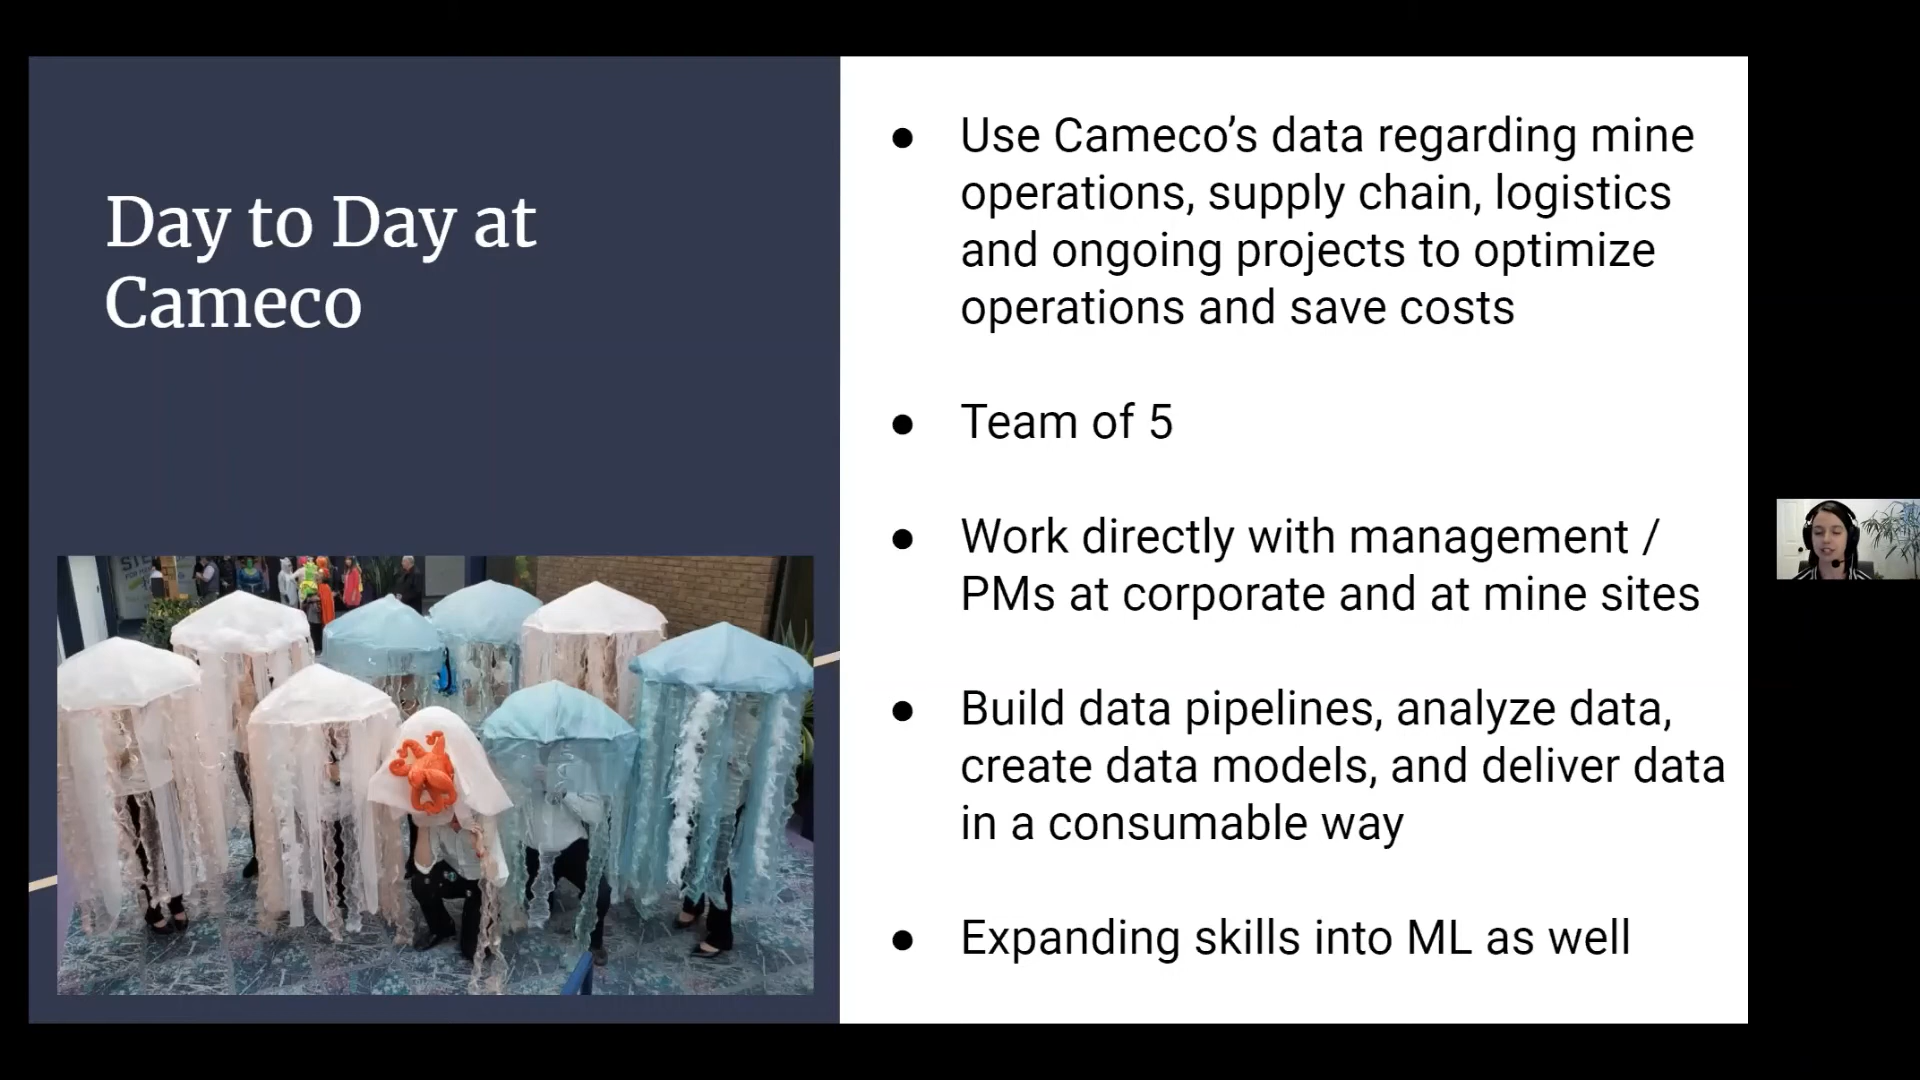 Day to Day at
Cameco
● Use Cameco’s data regarding mine
operations, supply chain, logistics
and ongoing projects to optimize
operations and save costs
● Team of 5
● Work directly with management /
PMs at corporate and at mine sites
● Build data pipelines, analyze data,
create data models, and deliver data
in a consumable way
● Expanding skills into ML as well